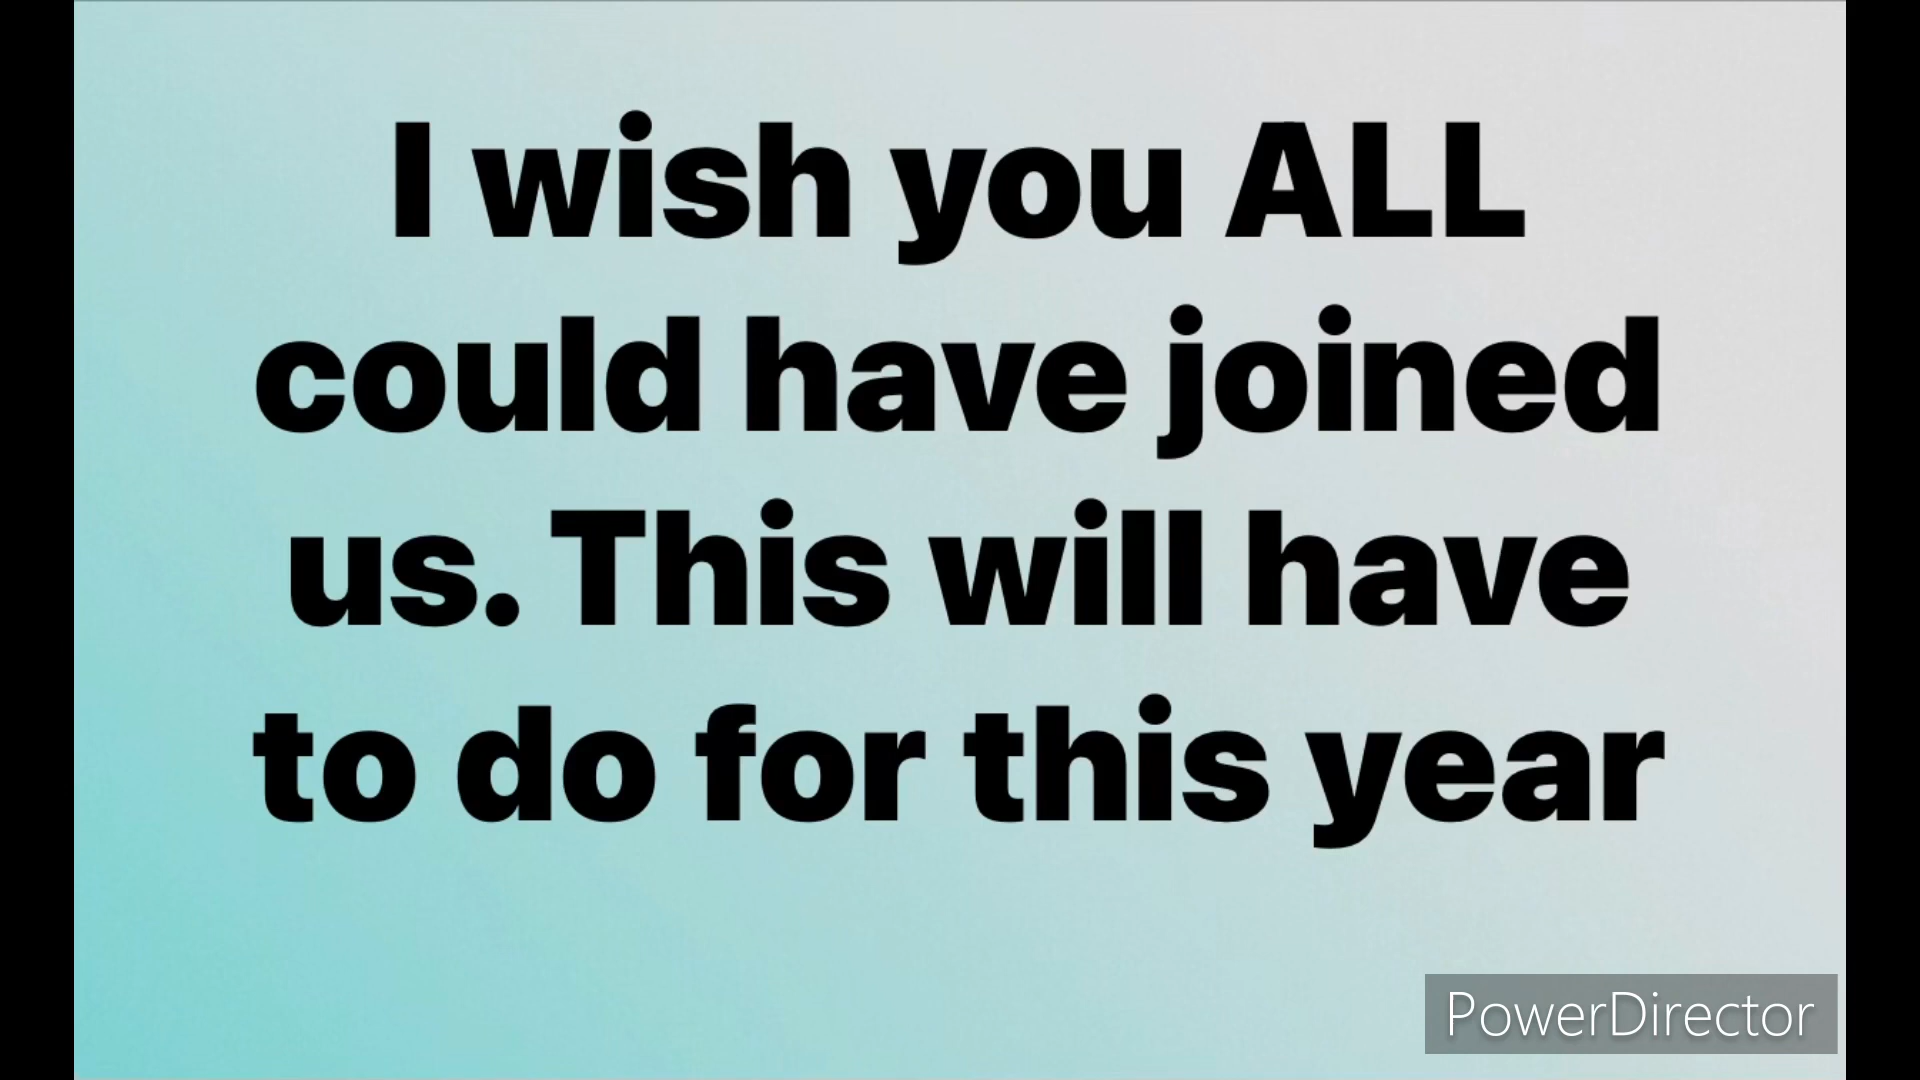 I wish you ALL
could have joined
us. This will have
to do for this year
PowerDirector